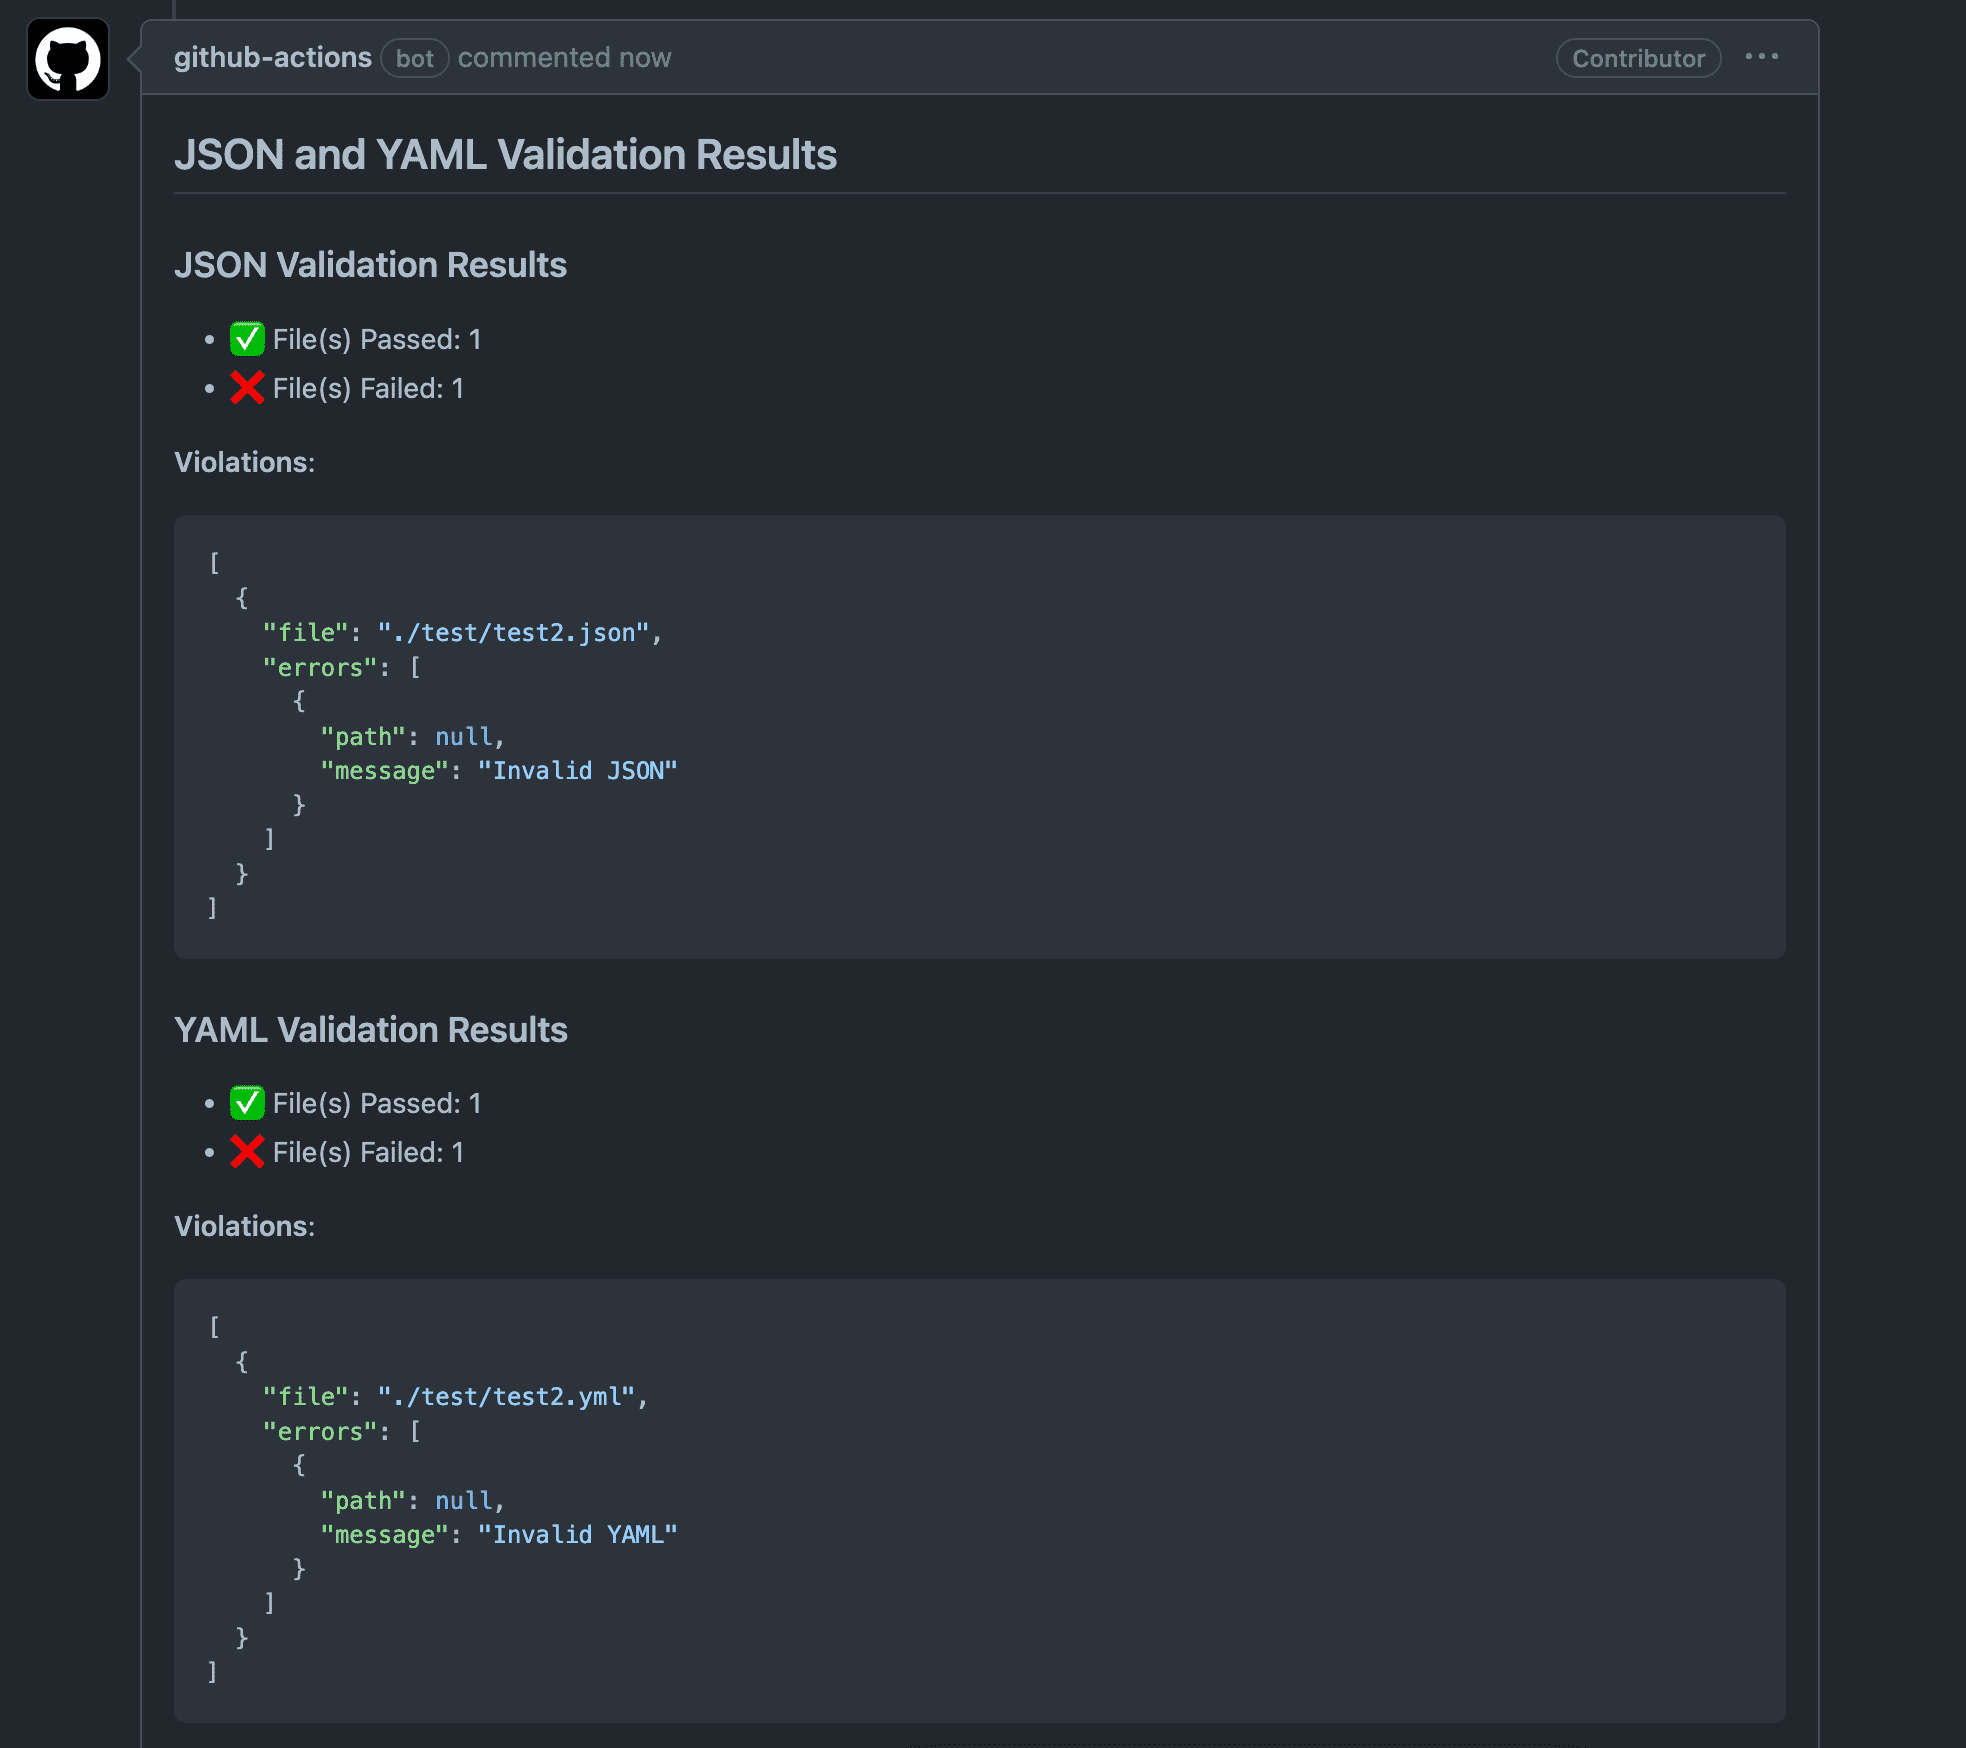 github-actions bot commented now Contributor ...
JSON and YAML Validation Results
JSON Validation Results
• ✅ File(s) Passed: 1
• ❌ File(s) Failed: 1
Violations:
[
  {
    "file": "./test/test2.json",
    "errors": [
      {
        "path": null,
        "message": "Invalid JSON"
      }
    ]
  }
]
YAML Validation Results
• ✅ File(s) Passed: 1
• ❌ File(s) Failed: 1
Violations:
[
  {
    "file": "./test/test2.yml",
    "errors": [
      {
        "path": null,
        "message": "Invalid YAML"
      }
    ]
  }
]